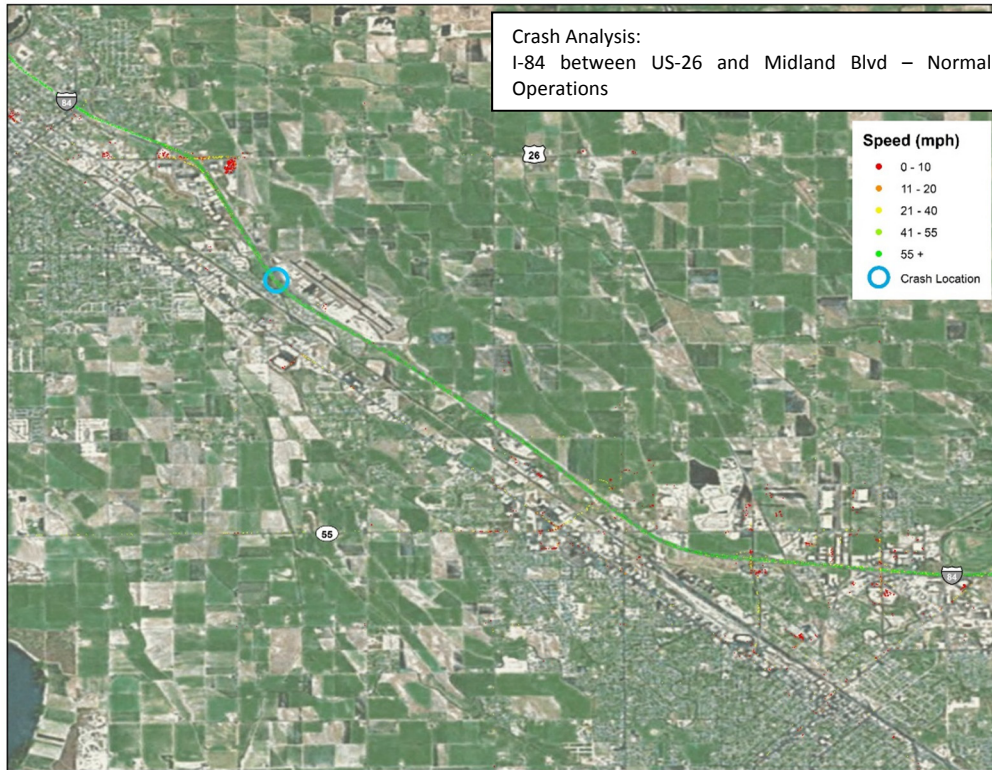 Crash Analysis:
I-84 between US-26 and Midland Blvd – Normal
Operations
84
26
Speed (mph)
0 - 10
11 - 20
21 - 40
41 - 55
55 +
Crash Location
55
84